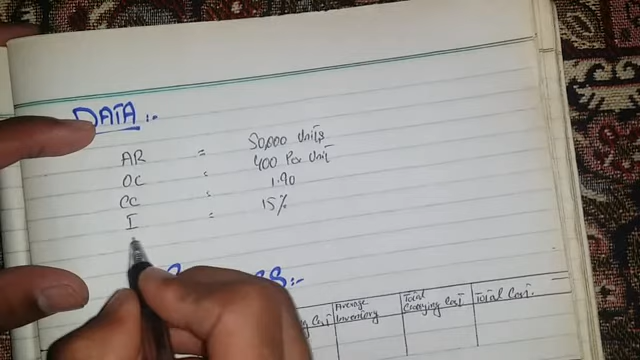 DATA:-
AR = 50,000 Units
OC : 400 Per Unit
CC : 1.90
I : 15%
Average Inventory
Total Carrying Cost
Total Cost.